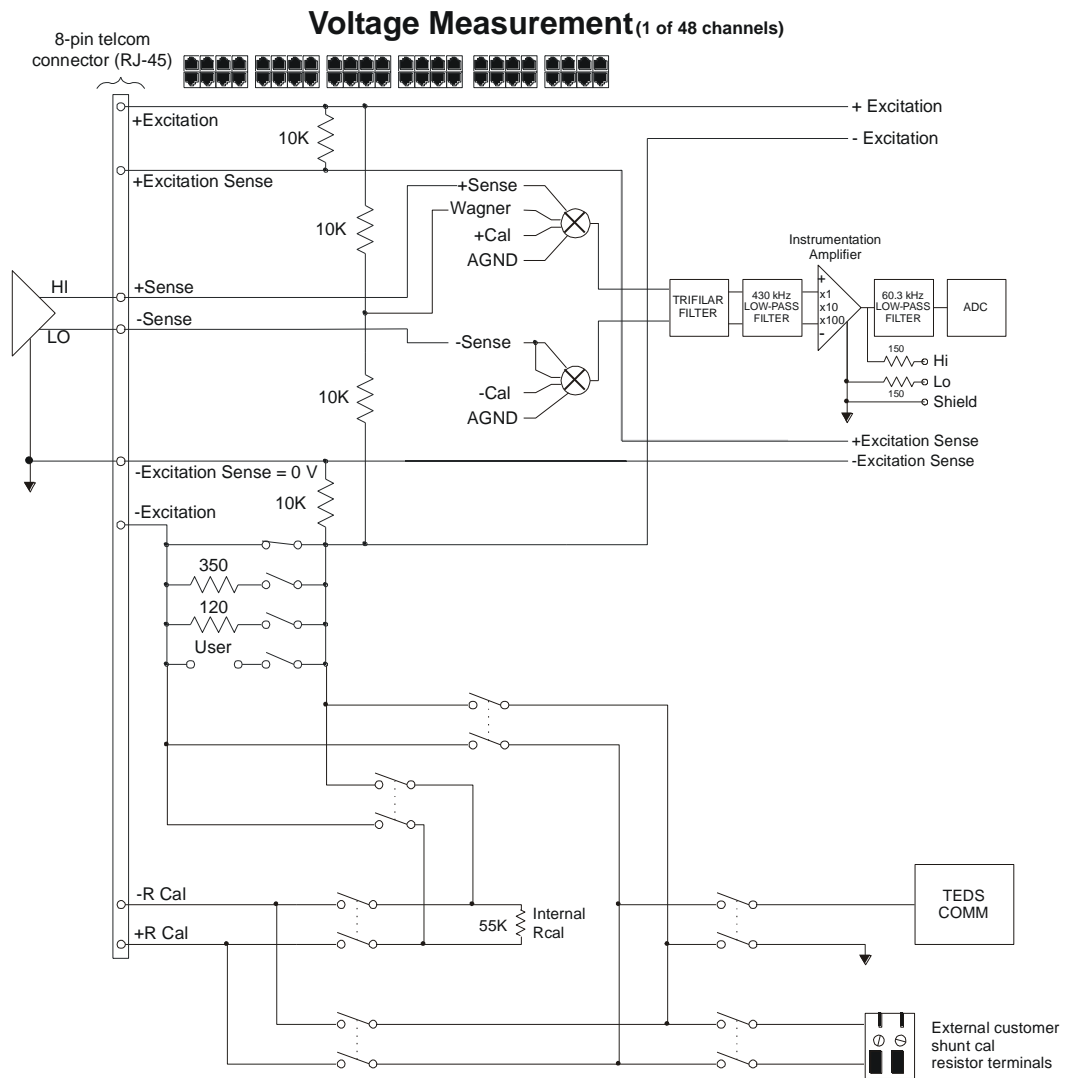 Voltage Measurement (1 of 48 channels)
8-pin telcom
connector (RJ-45)
+Excitation
10K
+ Excitation
- Excitation
+Excitation Sense
+Sense
Wagner
+Cal
AGND
10K
Instrumentation
Amplifier
HI
+Sense
-Sense
LO
TRIFILAR
FILTER
430 kHz
LOW-PASS
FILTER
+
x1
x10
x100
-
60.3 kHz
LOW-PASS
FILTER
ADC
-Sense
-Cal
AGND
10K
150
Hi
Lo
150
Shield
+Excitation Sense
-Excitation Sense
-Excitation Sense = 0 V
10K
-Excitation
350
120
User
-R Cal
+R Cal
55K
Internal
Rcal
TEDS
COMM
External customer
shunt cal
resistor terminals